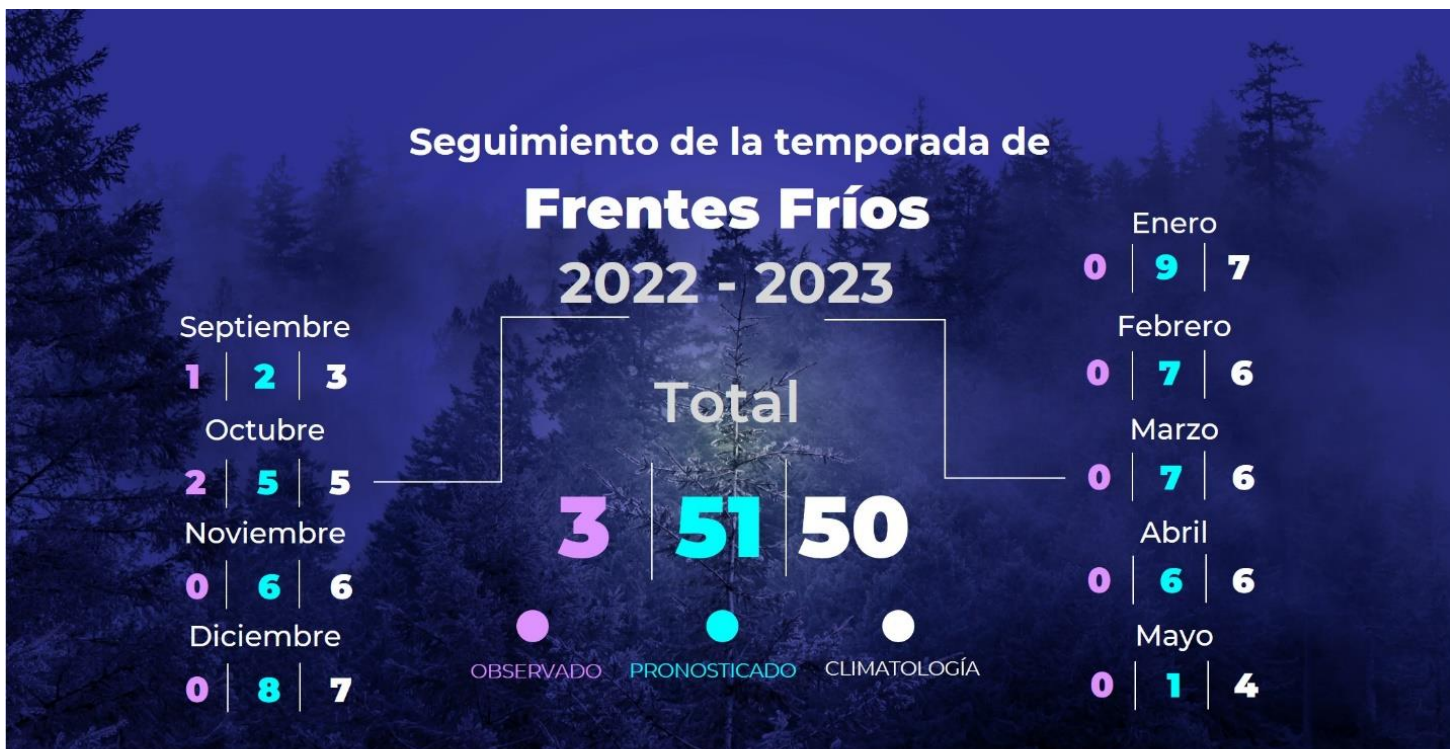 Seguimiento de la temporada de
Frentes Fríos
2022 - 2023
Septiembre
1 2 3
Octubre
2 5 5
Noviembre
0 6 6
Diciembre
0 8 7
Total
3 51 50
OBSERVADO PRONOSTICADO CLIMATOLOGÍA
Enero
0 9 7
Febrero
0 7 6
Marzo
0 7 6
Abril
0 6 6
Mayo
0 1 4